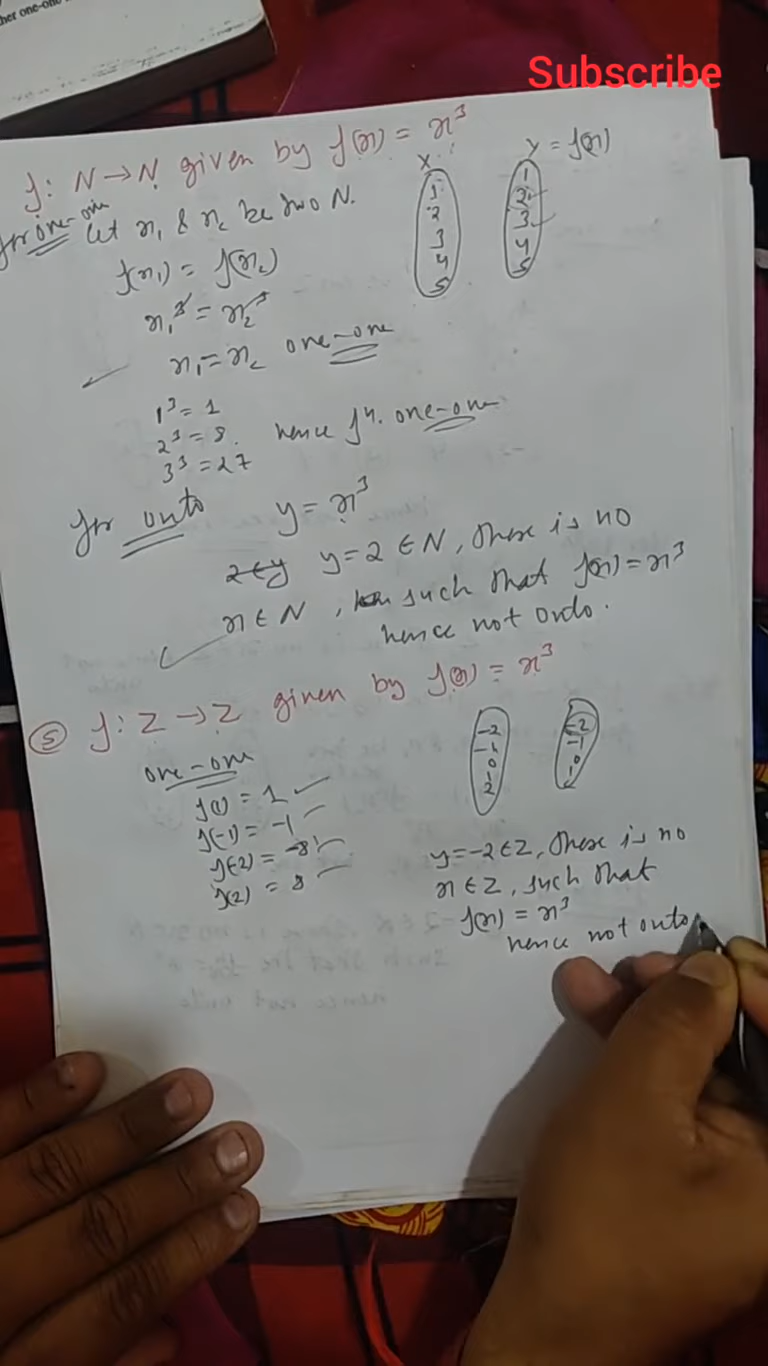 her one-one
Subscribe
f: N→N given by f(x) = x³
X
Y = f(x)
1
2
3
4
5
1
2
3
4
5
for one-one Let x₁ & x₂ be two N.
f(x₁) = f(x₂)
x₁³ = x₂³
x₁ = x₂ one-one
1³ = 1
2³ = 8.
3³ = 27
hence fⁿ. one-one
for onto y = x³
2∈y y = 2 ∈ N, there is no
x ∈ N, such that f(x) = x³
hence not onto.
⑤ f: Z → Z given by f(x) = x³
one-one
f(1) = 1
f(-1) = -1
f(-2) = -8
f(2) = 8
-2
-1
0
1
2
-2
-1
0
1
y = -2 ∈ Z, there is no
x ∈ Z, such that
f(x) = x³
hence not onto